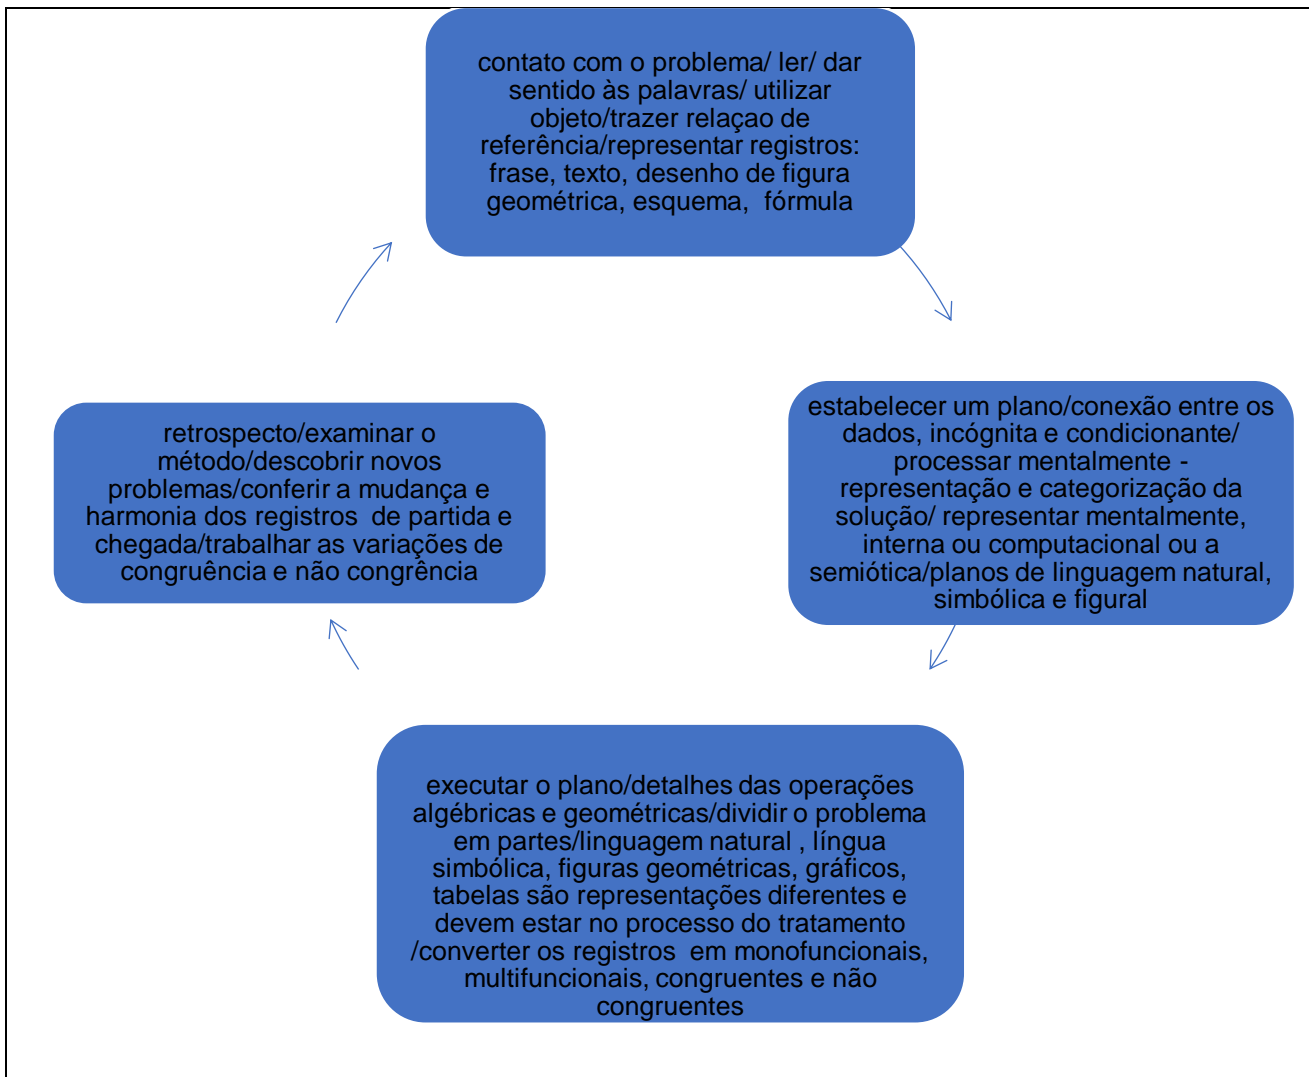 contato com o problema/ ler/ dar
sentido às palavras/ utilizar
objeto/trazer relaçao de
referência/representar registros:
frase, texto, desenho de figura
geométrica, esquema, fórmula
estabelecer um plano/conexão entre os
dados, incógnita e condicionante/
processar mentalmente -
representação e categorização da
solução/ representar mentalmente,
interna ou computacional ou a
semiótica/planos de linguagem natural,
simbólica e figural
executar o plano/detalhes das operações
algébricas e geométricas/dividir o problema
em partes/linguagem natural , língua
simbólica, figuras geométricas, gráficos,
tabelas são representações diferentes e
devem estar no processo do tratamento
/converter os registros em monofuncionais,
multifuncionais, congruentes e não
congruentes
retrospecto/examinar o
método/descobrir novos
problemas/conferir a mudança e
harmonia dos registros de partida e
chegada/trabalhar as variações de
congruência e não congrência